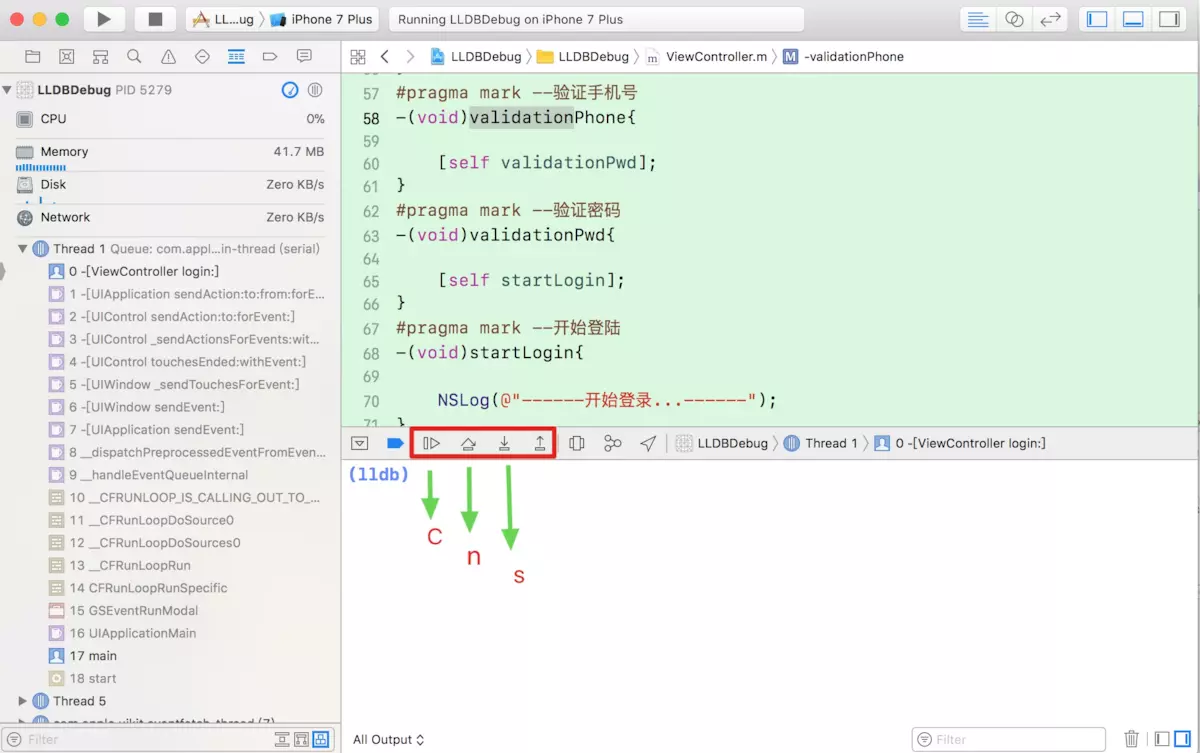 LL...ug 〉 iPhone 7 Plus
Running LLDBDebug on iPhone 7 Plus
LLDBDebug 〉 LLDBDebug 〉 m ViewController.m 〉 M -validationPhone
LLDBDebug PID 5279
CPU 0%
Memory 41.7 MB
Disk Zero KB/s
Network Zero KB/s
Thread 1 Queue: com.appl...in-thread (serial)
0 -[ViewController login:]
1 -[UIApplication sendAction:to:from:forE...
2 -[UIControl sendAction:to:forEvent:]
3 -[UIControl _sendActionsForEvents:wit...
4 -[UIControl touchesEnded:withEvent:]
5 -[UIWindow _sendTouchesForEvent:]
6 -[UIWindow sendEvent:]
7 -[UIApplication sendEvent:]
8 __dispatchPreprocessedEventFromEven...
9 __handleEventQueueInternal
10 __CFRUNLOOP_IS_CALLING_OUT_TO_...
11 __CFRunLoopDoSource0
12 __CFRunLoopDoSources0
13 __CFRunLoopRun
14 CFRunLoopRunSpecific
15 GSEventRunModal
16 UIApplicationMain
17 main
18 start
Thread 5
com.apple.uikit.eventfetch-thread (7)
Filter
57 #pragma mark --验证手机号
58 -(void)validationPhone{
59
60 [self validationPwd];
61 }
62 #pragma mark --验证密码
63 -(void)validationPwd{
64
65 [self startLogin];
66 }
67 #pragma mark --开始登陆
68 -(void)startLogin{
69
70 NSLog(@"------开始登录...------");
71 }
LLDBDebug 〉 Thread 1 〉 0 -[ViewController login:]
(lldb)
C
n
s
All Output
Filter